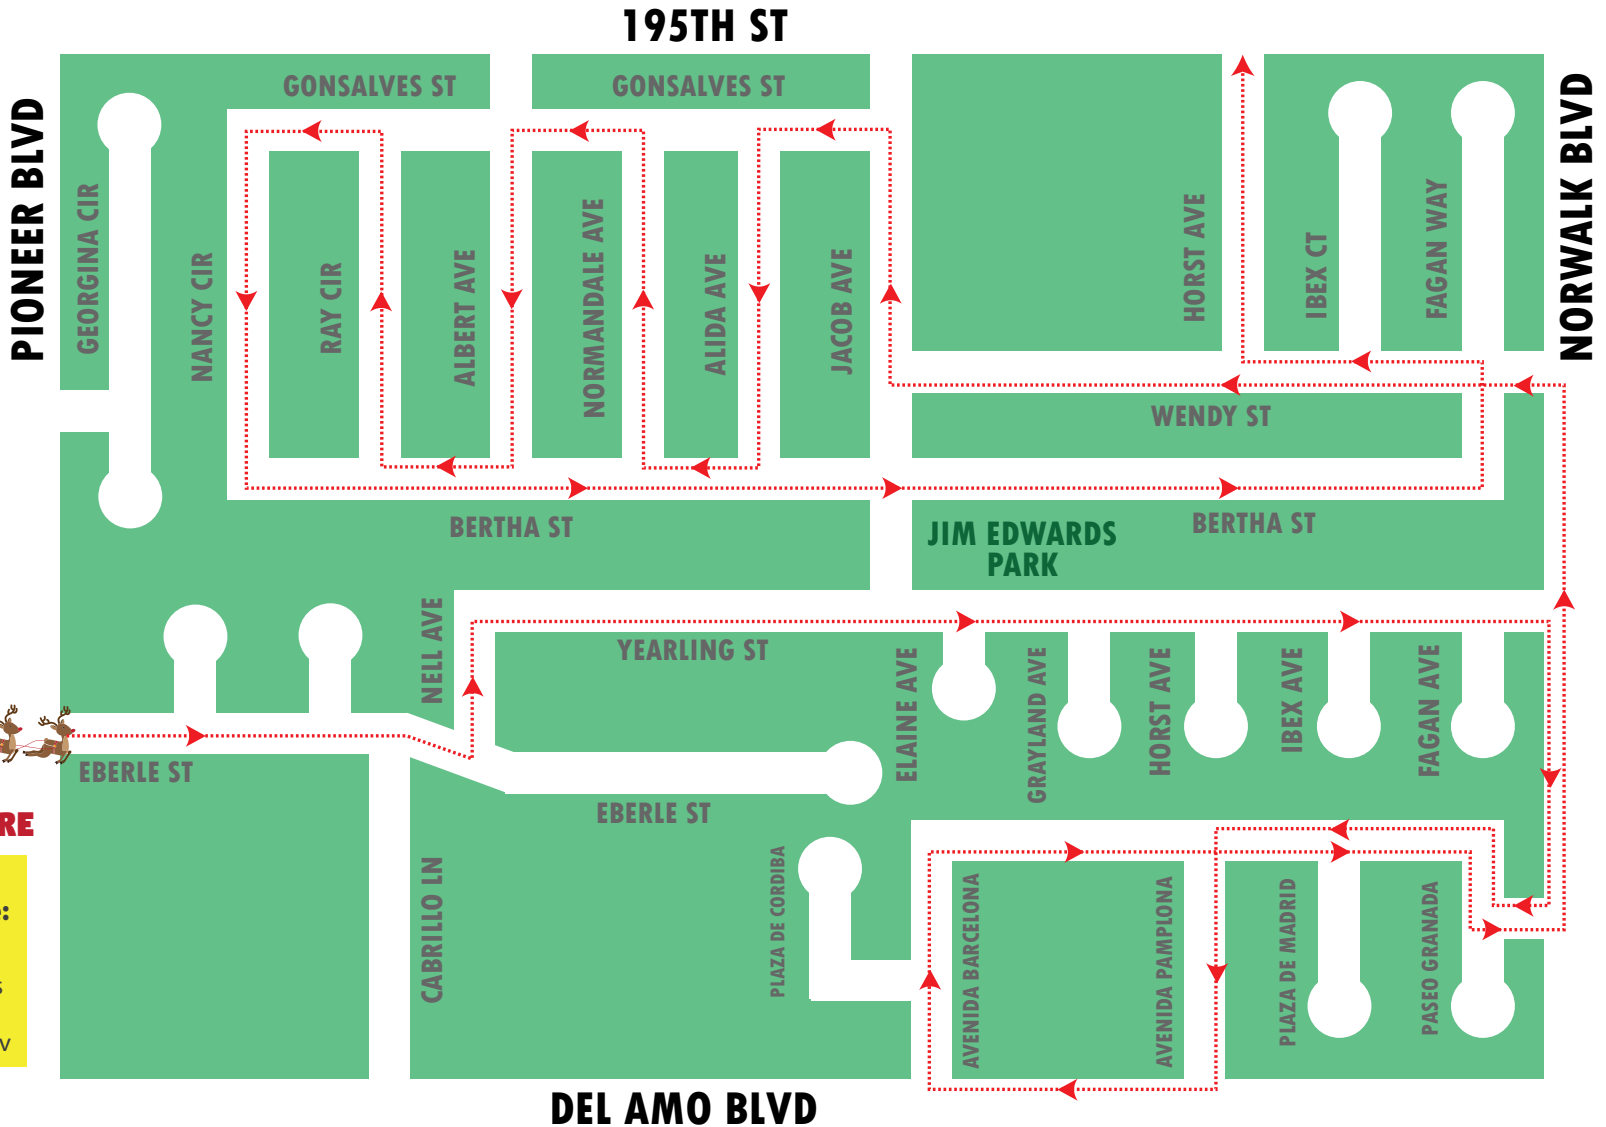 195TH ST
GONSALVES ST
GONSALVES ST
PIONEER BLVD
NORWALK BLVD
GEORGINA CIR
NANCY CIR
RAY CIR
ALBERT AVE
NORMANDALE AVE
ALIDA AVE
JACOB AVE
HORST AVE
IBEX CT
FAGAN WAY
WENDY ST
BERTHA ST
BERTHA ST
JIM EDWARDS
PARK
NELL AVE
YEARLING ST
ELAINE AVE
GRAYLAND AVE
HORST AVE
IBEX AVE
FAGAN AVE
EBERLE ST
EBERLE ST
RE
:
s
v
CABRILLO LN
PLAZA DE CORDIBA
AVENIDA BARCELONA
AVENIDA PAMPLONA
PLAZA DE MADRID
PASEO GRANADA
DEL AMO BLVD